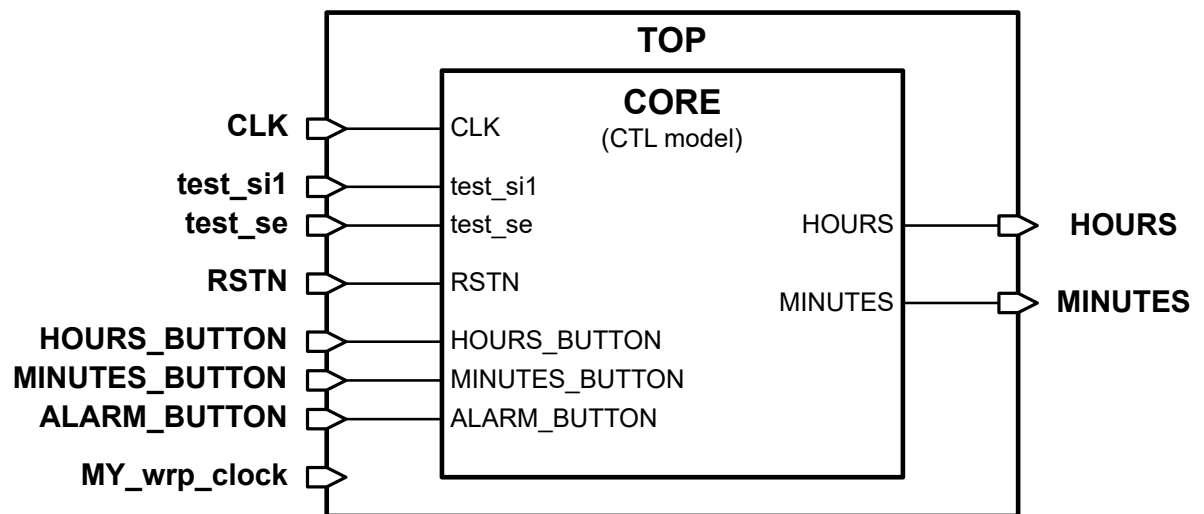 TOP
CORE
(CTL model)
CLK CLK
test_si1 test_si1
test_se test_se HOURS HOURS
RSTN RSTN
MINUTES MINUTES
HOURS_BUTTON HOURS_BUTTON
MINUTES_BUTTON MINUTES_BUTTON
ALARM_BUTTON ALARM_BUTTON
MY_wrp_clock